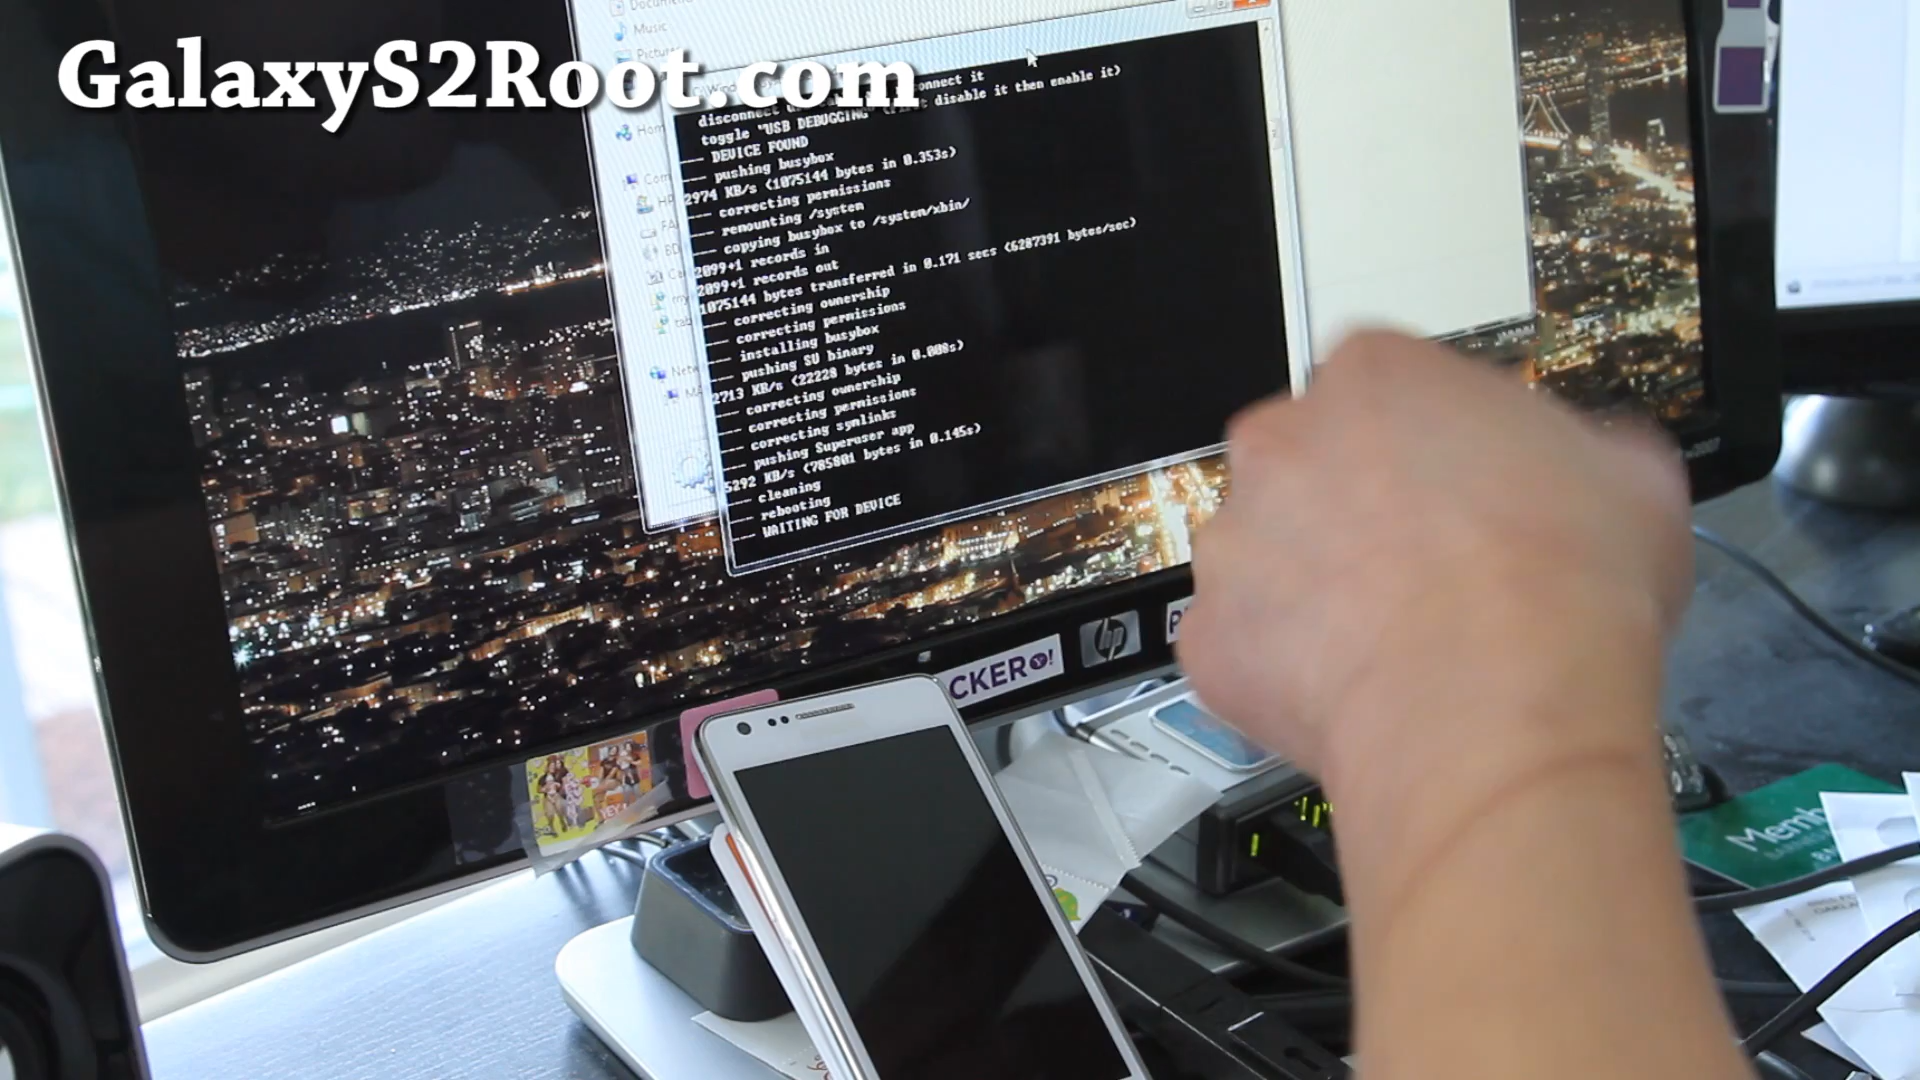 GalaxyS2Root.com
Music
disable it then enable it)
toggle "USB DEBUGGING"
--- DEVICE FOUND
--- pushing busybox
2974 KB/s (1075144 bytes in 0.353s)
--- correcting permissions
--- remounting /system
--- copying busybox to /system/xbin/
2099+1 records in
2099+1 records out
1075144 bytes transferred in 0.171 secs (6287391 bytes/sec)
--- correcting ownership
--- correcting permissions
--- installing busybox
--- pushing SU binary
2713 KB/s (22228 bytes in 0.008s)
--- correcting ownership
--- correcting permissions
--- correcting symlinks
--- pushing Superuser app
5292 KB/s (785801 bytes in 0.145s)
--- cleaning
--- rebooting
--- WAITING FOR DEVICE
CKER Y!
hp